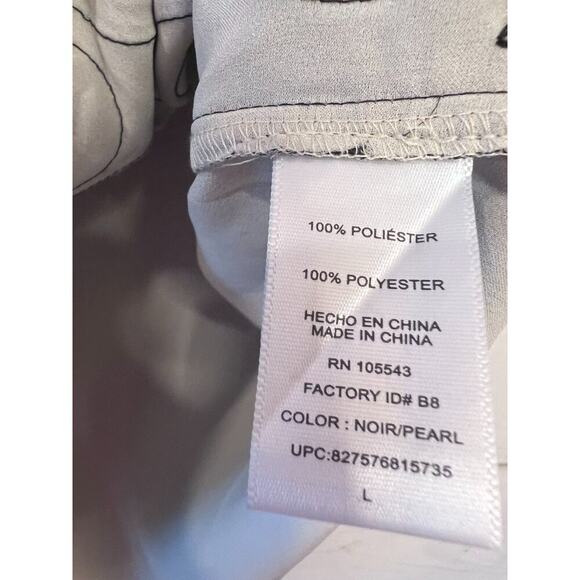 100% POLIÉSTER
100% POLYESTER
HECHO EN CHINA
MADE IN CHINA
RN 105543
FACTORY ID# B8
COLOR : NOIR/PEARL
UPC:827576815735
L